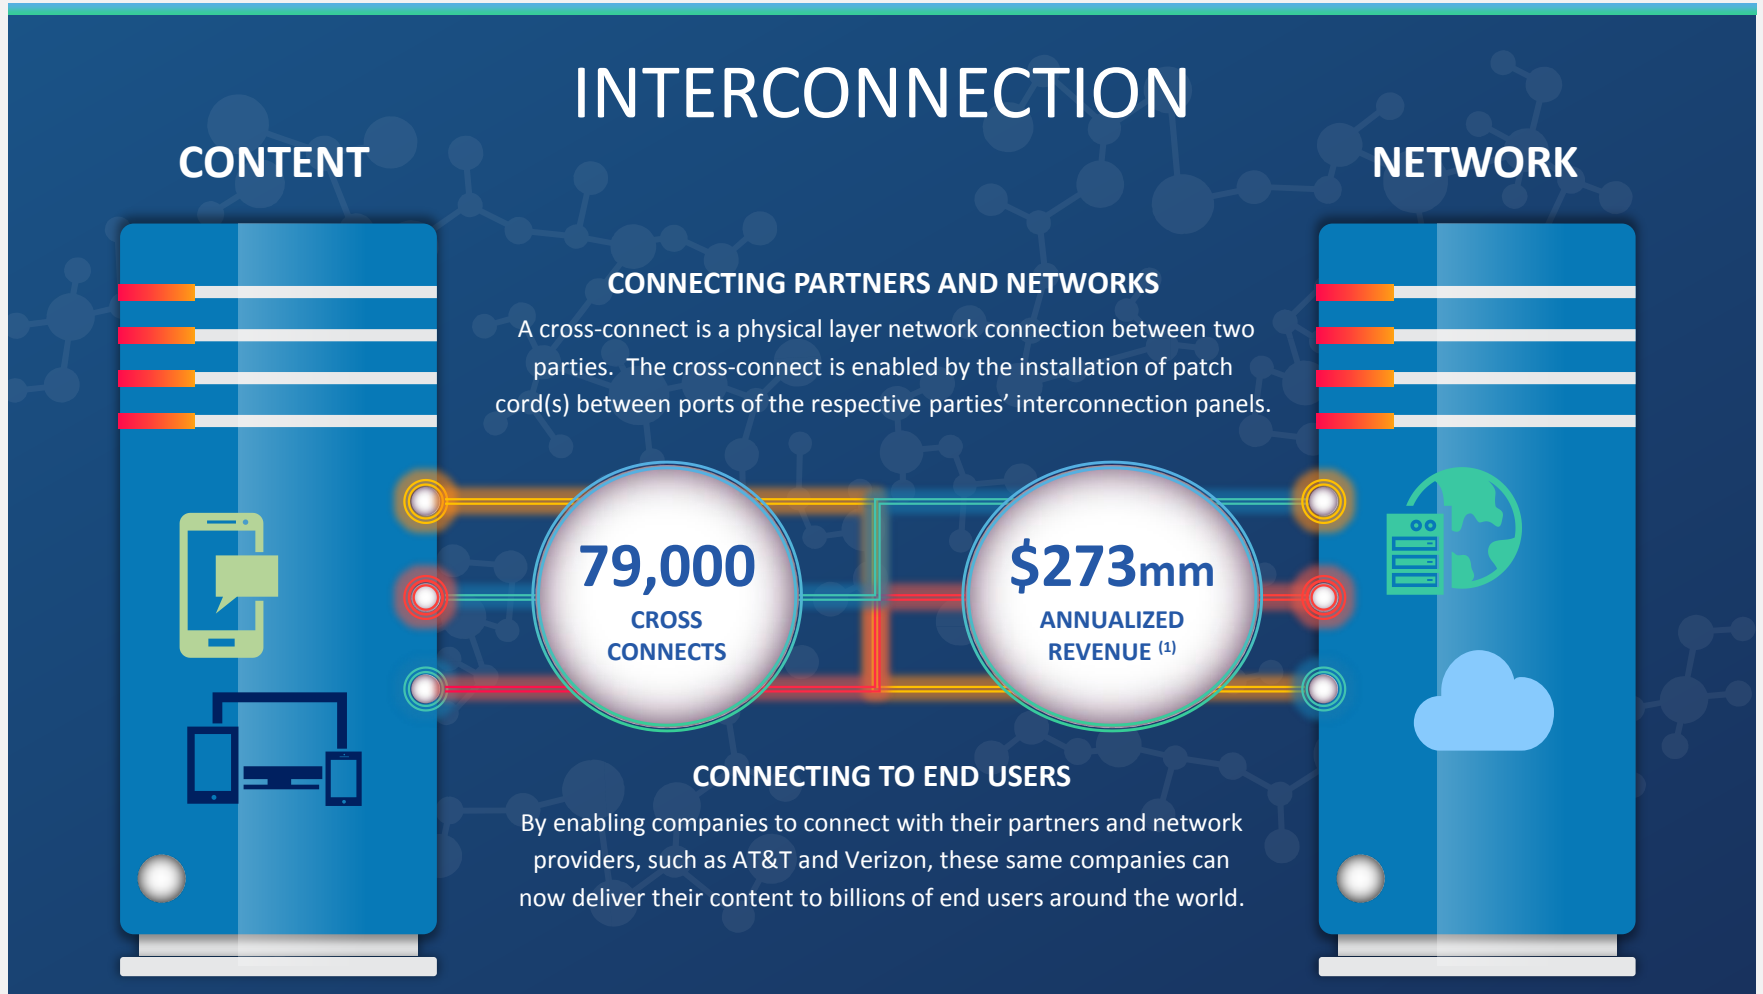 INTERCONNECTION
CONTENT
NETWORK
CONNECTING PARTNERS AND NETWORKS
A cross-connect is a physical layer network connection between two
parties.  The cross-connect is enabled by the installation of patch
cord(s) between ports of the respective parties’ interconnection panels.
79,000
CROSS
CONNECTS
$273mm
ANNUALIZED
REVENUE (1)
CONNECTING TO END USERS
By enabling companies to connect with their partners and network
providers, such as AT&T and Verizon, these same companies can
now deliver their content to billions of end users around the world.